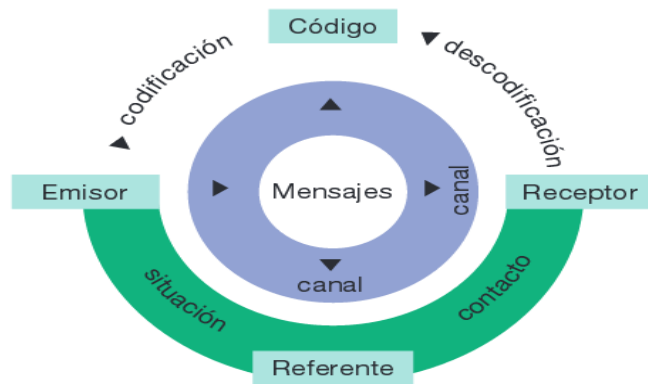 Código
codificación
descodificación
Emisor
Mensajes
canal
Receptor
canal
situación
contacto
Referente